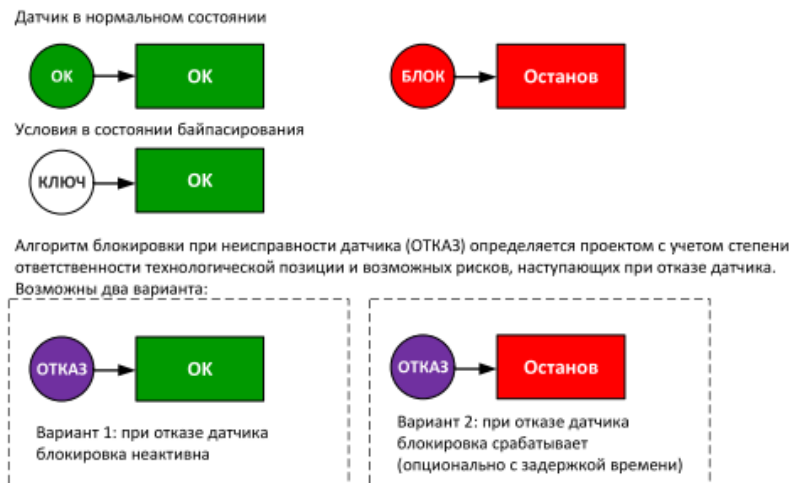 Датчик в нормальном состоянии
ОК ОК БЛОК Останов
Условия в состоянии байпасирования
КЛЮЧ ОК
Алгоритм блокировки при неисправности датчика (ОТКАЗ) определяется проектом с учетом степени
ответственности технологической позиции и возможных рисков, наступающих при отказе датчика.
Возможны два варианта:
ОТКАЗ ОК
Вариант 1: при отказе датчика
блокировка неактивна
ОТКАЗ Останов
Вариант 2: при отказе датчика
блокировка срабатывает
(опционально с задержкой времени)